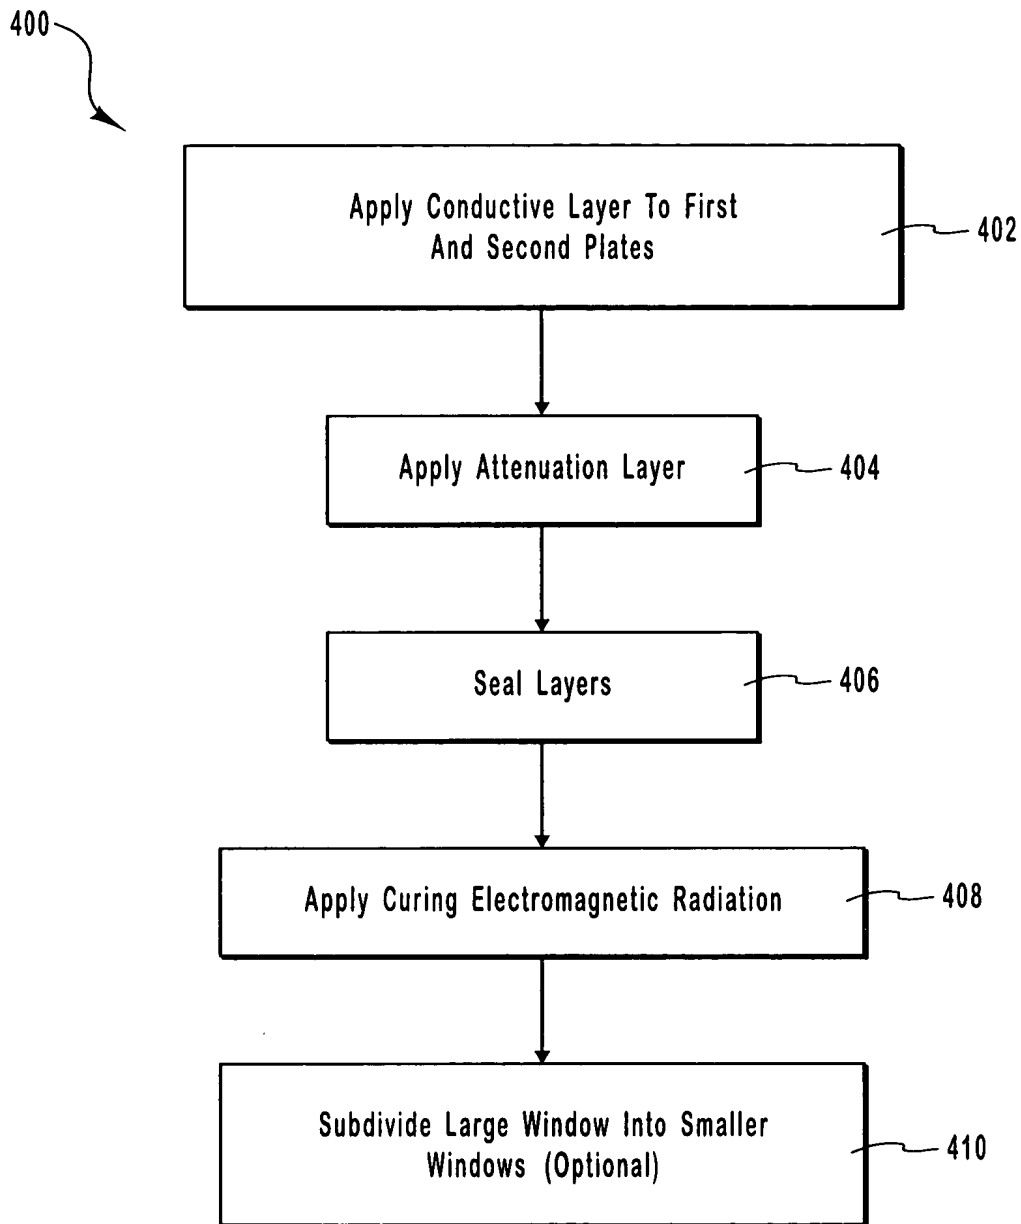 400
Apply Conductive Layer To First
And Second Plates
402
Apply Attenuation Layer
404
Seal Layers
406
Apply Curing Electromagnetic Radiation
408
Subdivide Large Window Into Smaller
Windows (Optional)
410